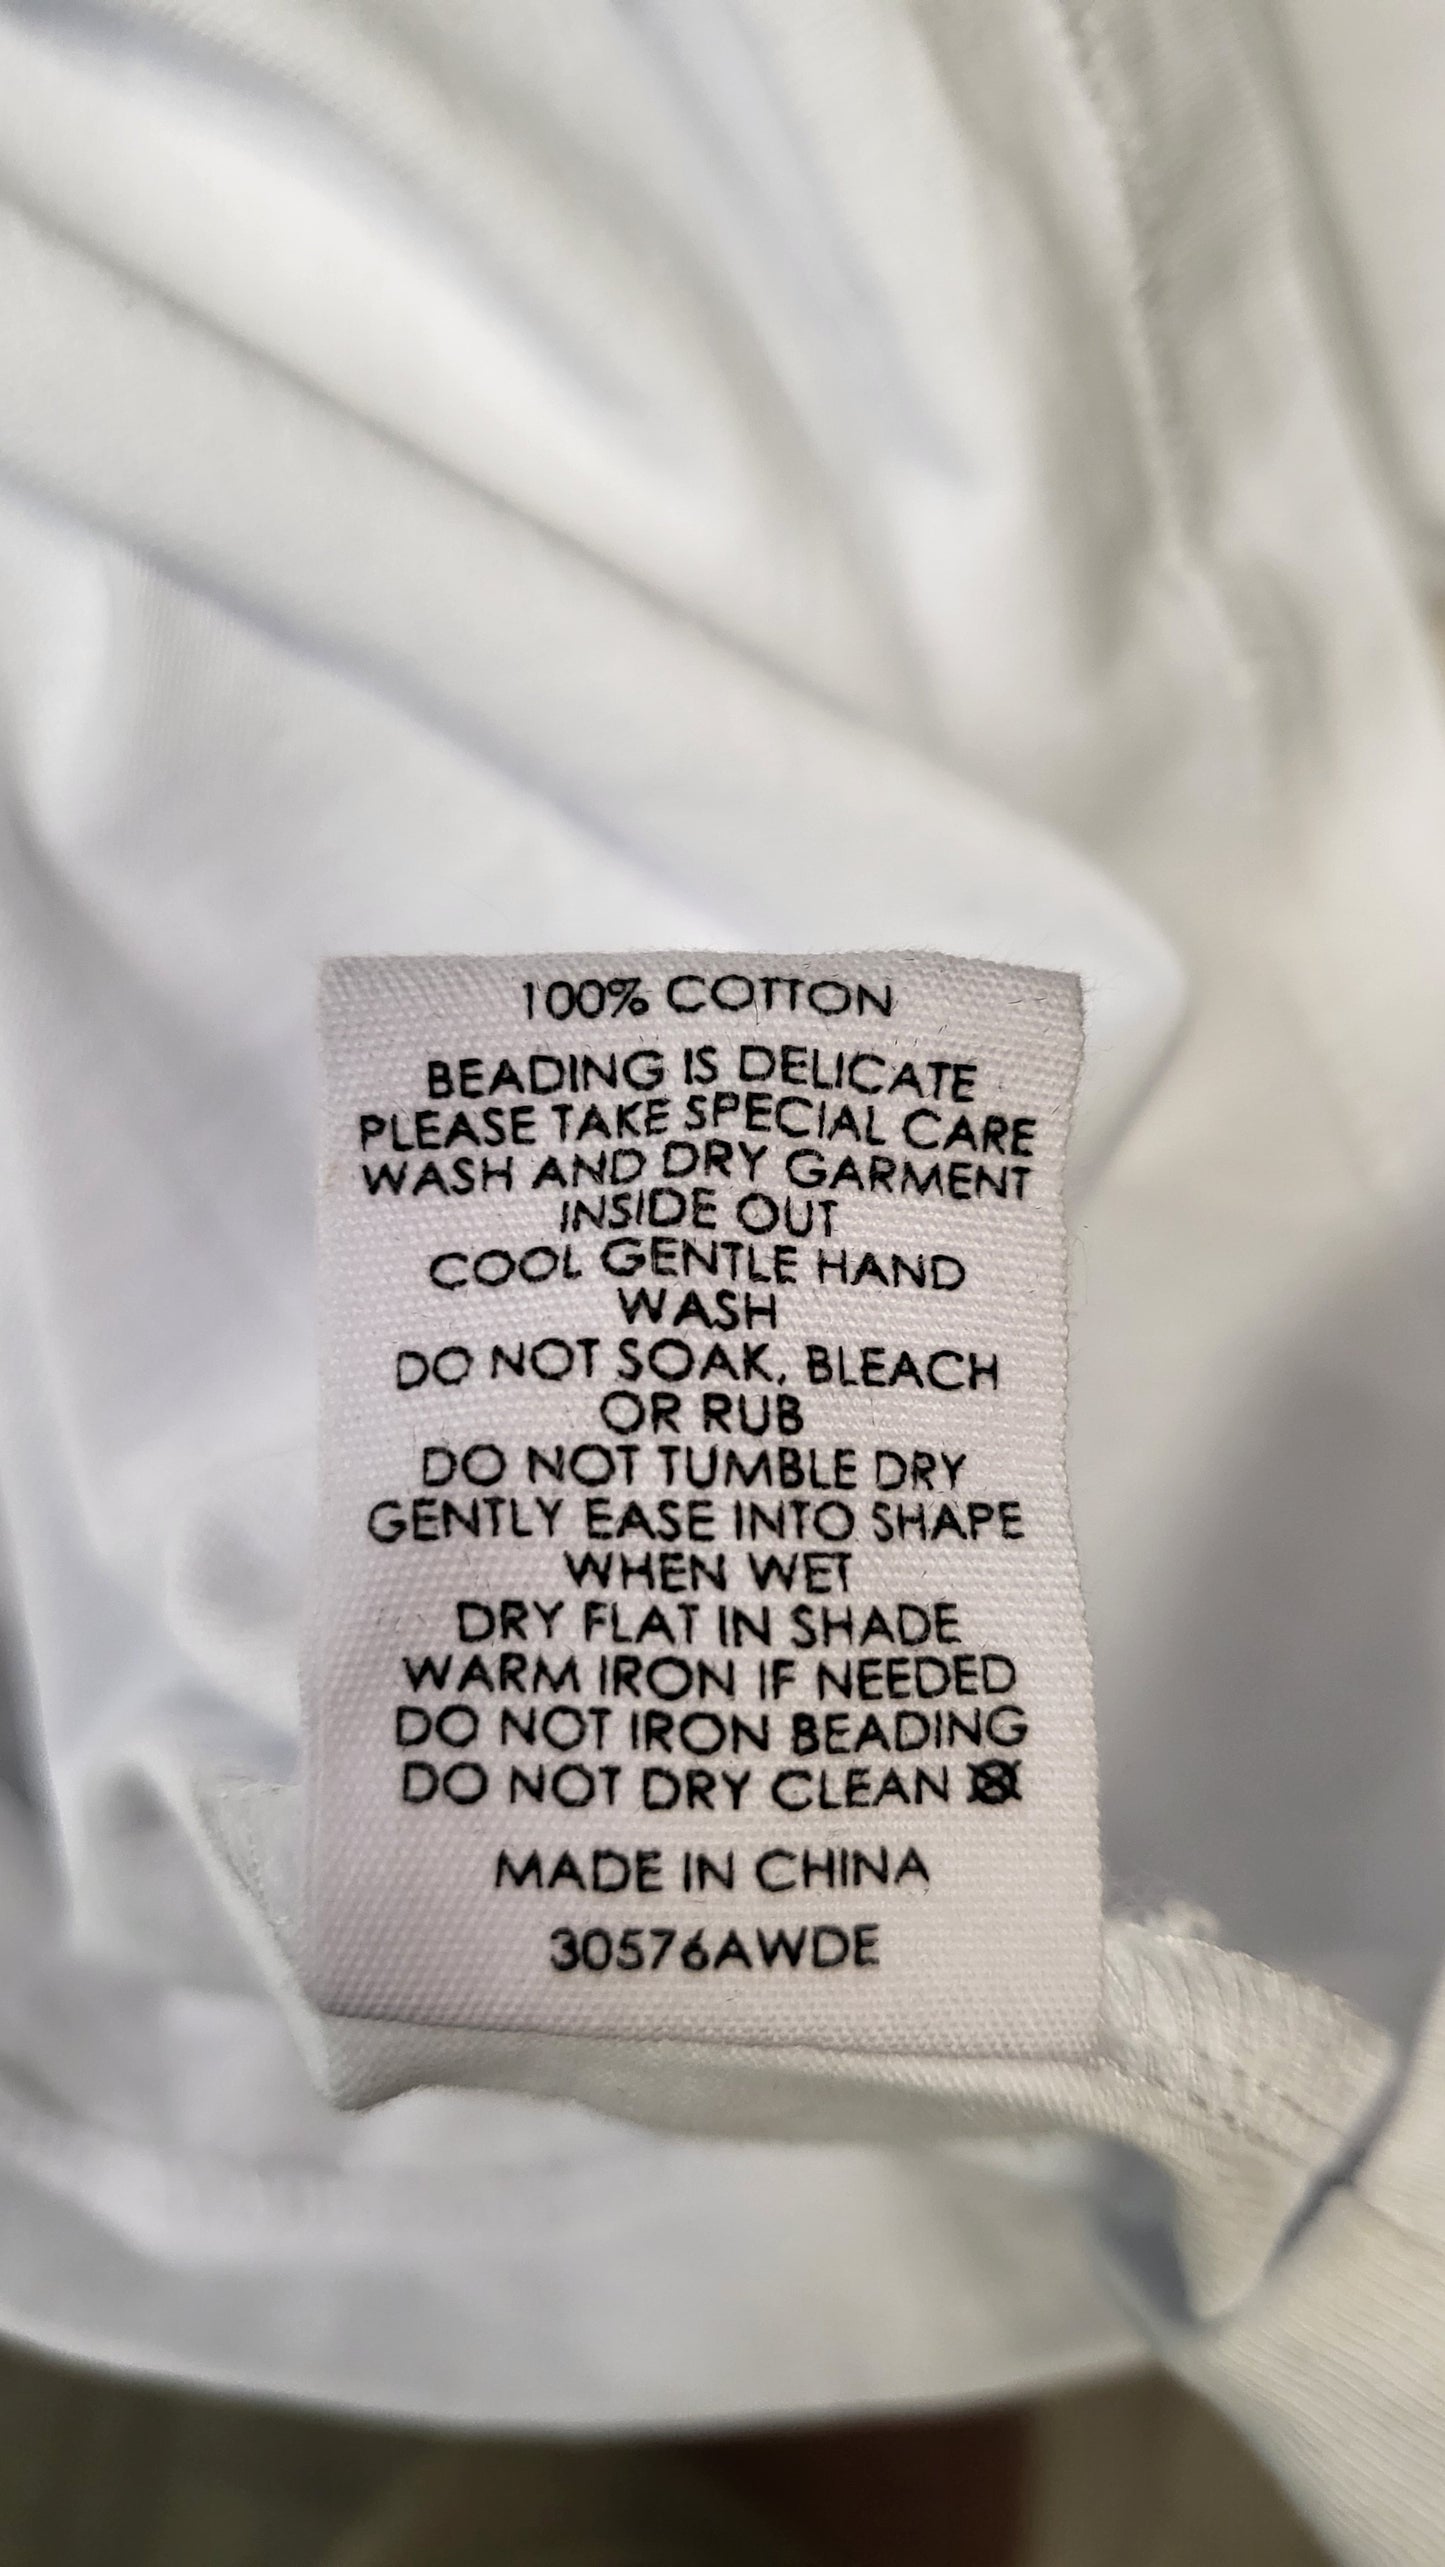 100% COTTON
BEADING IS DELICATE
PLEASE TAKE SPECIAL CARE
WASH AND DRY GARMENT
INSIDE OUT
COOL GENTLE HAND
WASH
DO NOT SOAK, BLEACH
OR RUB
DO NOT TUMBLE DRY
GENTLY EASE INTO SHAPE
WHEN WET
DRY FLAT IN SHADE
WARM IRON IF NEEDED
DO NOT IRON BEADING
DO NOT DRY CLEAN
MADE IN CHINA
30576AWDE